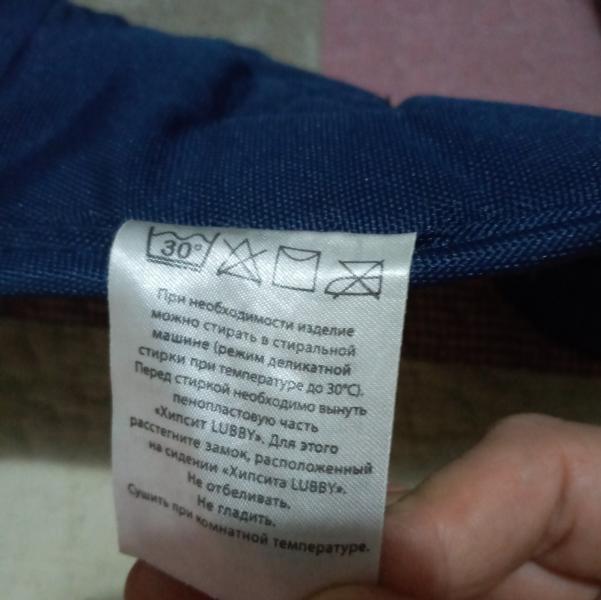 30°
При необходимости изделие
можно стирать в стиральной
машине (режим деликатной
стирки при температуре до 30°С).
Перед стиркой необходимо вынуть
пенопластовую часть
«Хипсит LUBBY». Для этого
расстегните замок, расположенный
на сидении «Хипсита LUBBY».
Не отбеливать.
Не гладить.
Сушить при комнатной температуре.